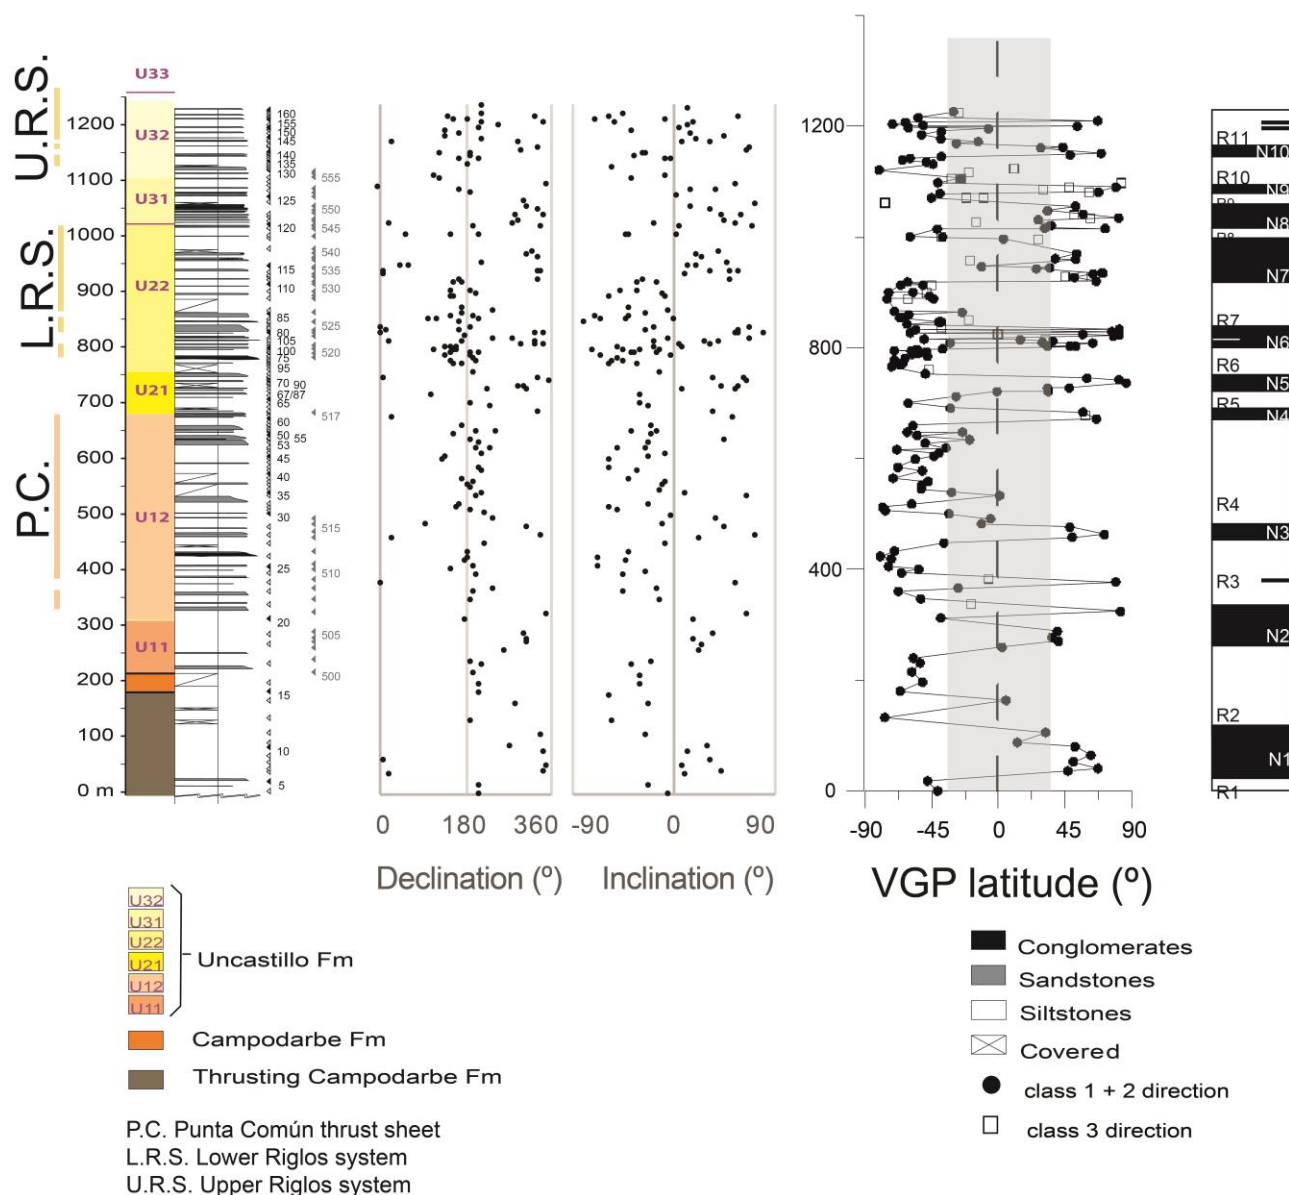 U.R.S.
L.R.S.
P.C.
1200
1100
1000
900
800
700
600
500
400
300
200
100
0 m
U33
U32
U31
U22
U21
U12
U11
160
155
150
145
140
135
130
125
120
115
110
85
80
105
100
75
95
70 90
67/87
65
60
50 55
53
45
40
35
30
25
20
15
10
5
555
550
545
540
535
530
525
520
517
515
510
505
500
0 180 360
Declination (º)
-90 0 90
Inclination (º)
1200
800
400
0
-90 -45 0 45 90
VGP latitude (º)
R11
N10
R10
N9
R9
N8
R8
N7
R7
N6
R6
N5
R5
N4
R4
N3
R3
N2
R2
N1
R1
U32
U31
U22
U21
U12
U11
Uncastillo Fm
Campodarbe Fm
Thrusting Campodarbe Fm
P.C. Punta Común thrust sheet
L.R.S. Lower Riglos system
U.R.S. Upper Riglos system
Conglomerates
Sandstones
Siltstones
Covered
class 1 + 2 direction
class 3 direction